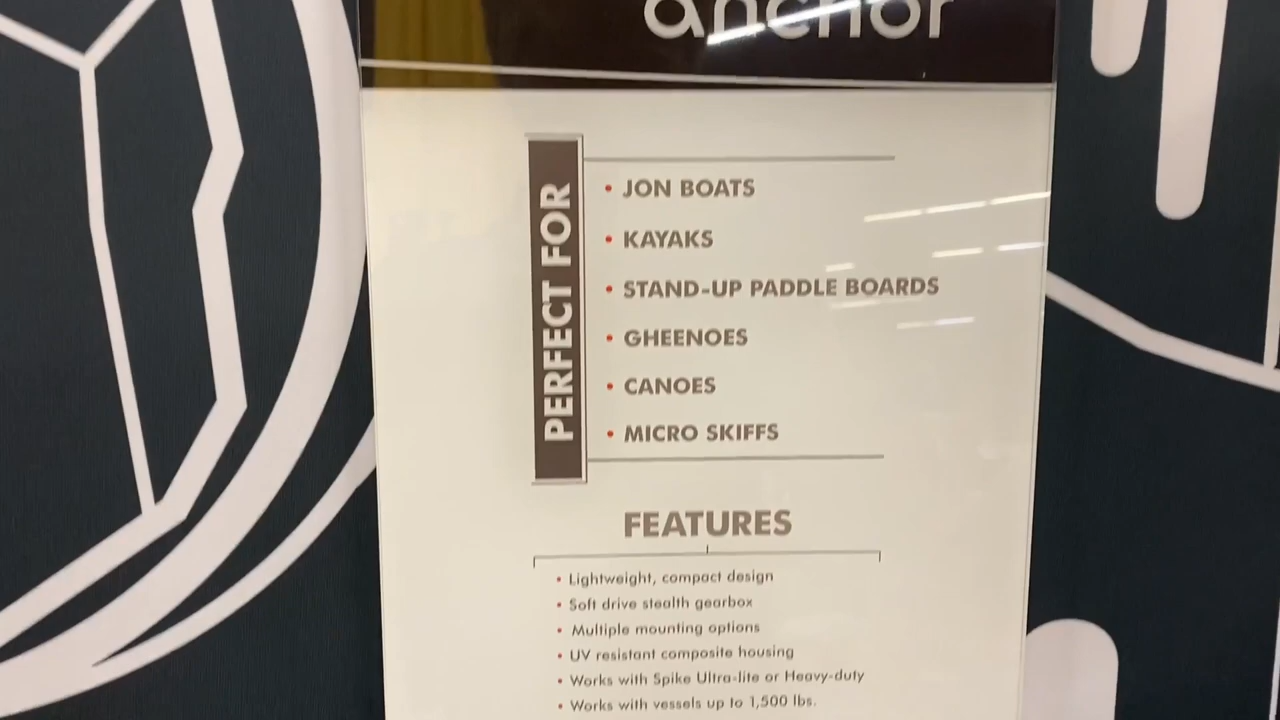 anchor
PERFECT FOR
• JON BOATS
• KAYAKS
• STAND-UP PADDLE BOARDS
• GHEENOES
• CANOES
• MICRO SKIFFS
FEATURES
• Lightweight, compact design
• Soft drive stealth gearbox
• Multiple mounting options
• UV resistant composite housing
• Works with Spike Ultra-lite or Heavy-duty
• Works with vessels up to 1,500 lbs.